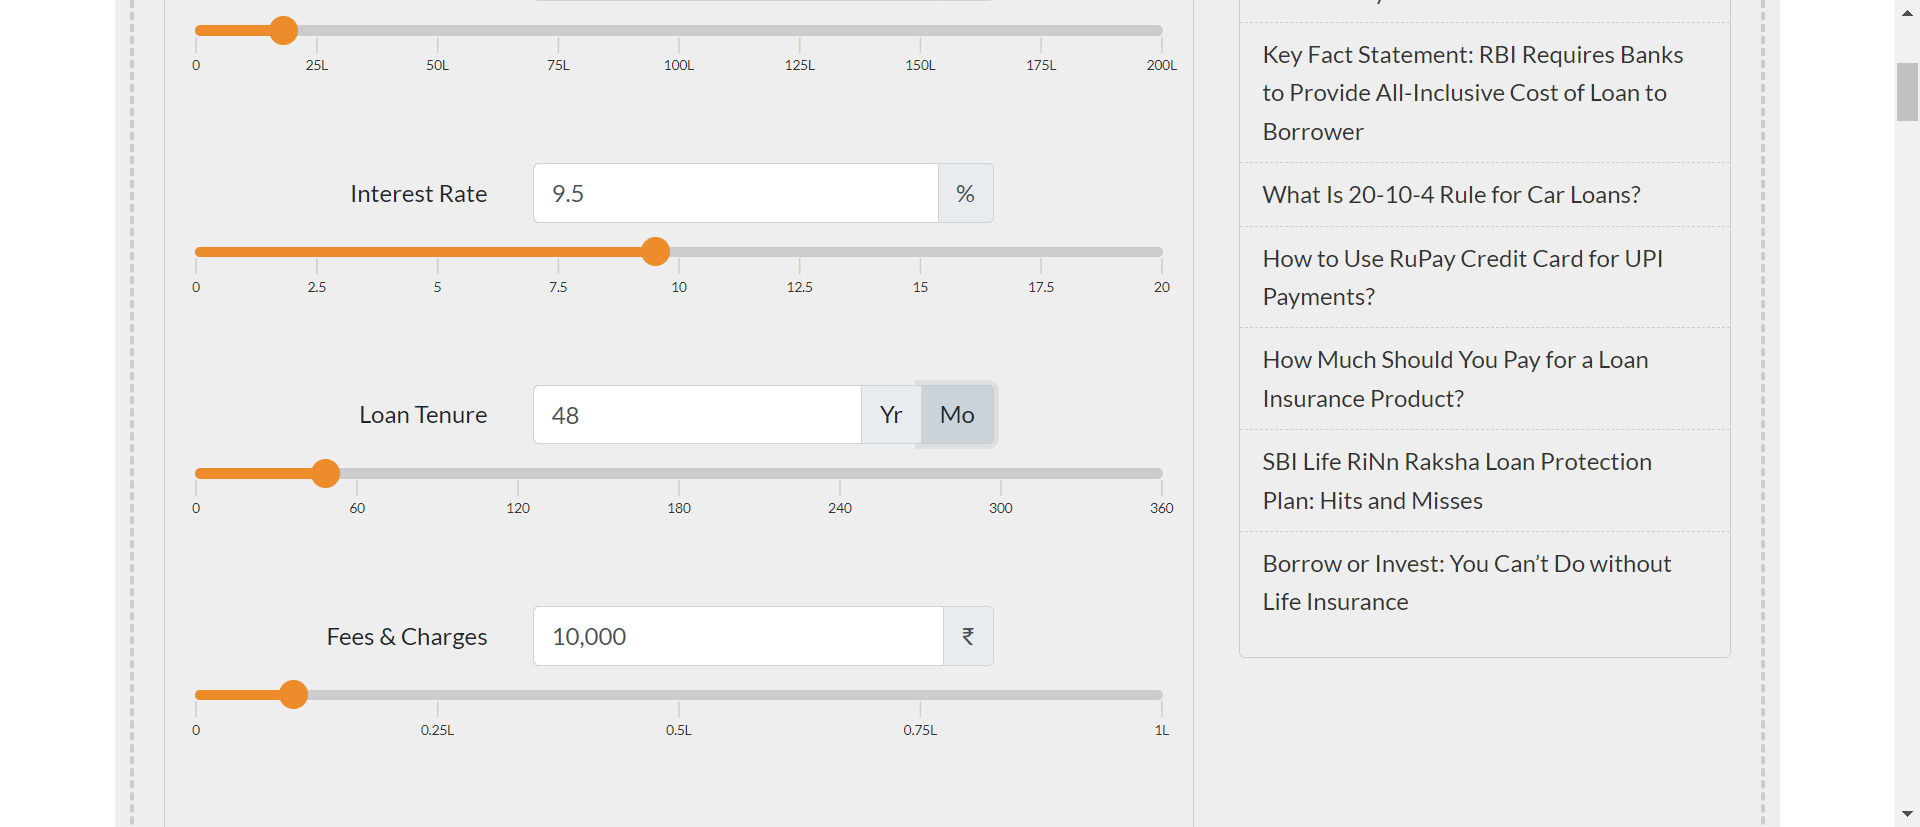 0 25L 50L 75L 100L 125L 150L 175L 200L
Interest Rate 9.5 %
0 2.5 5 7.5 10 12.5 15 17.5 20
Loan Tenure 48 Yr Mo
0 60 120 180 240 300 360
Fees & Charges 10,000 ₹
0 0.25L 0.5L 0.75L 1L
Key Fact Statement: RBI Requires Banks
to Provide All-Inclusive Cost of Loan to
Borrower
What Is 20-10-4 Rule for Car Loans?
How to Use RuPay Credit Card for UPI
Payments?
How Much Should You Pay for a Loan
Insurance Product?
SBI Life RiNn Raksha Loan Protection
Plan: Hits and Misses
Borrow or Invest: You Can’t Do without
Life Insurance